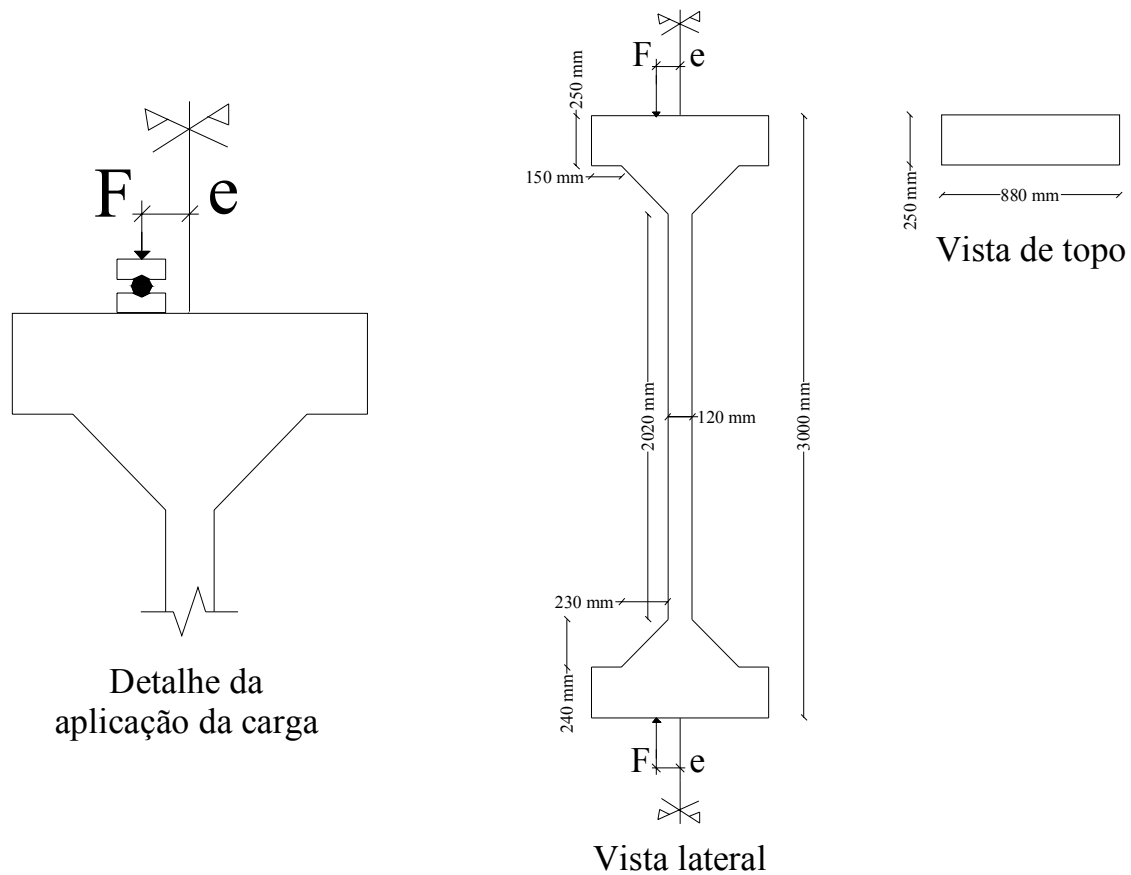 F
e
Detalhe da
aplicação da carga
F
e
250 mm
150 mm
2020 mm
120 mm
3000 mm
230 mm
240 mm
F
e
Vista lateral
250 mm
880 mm
Vista de topo